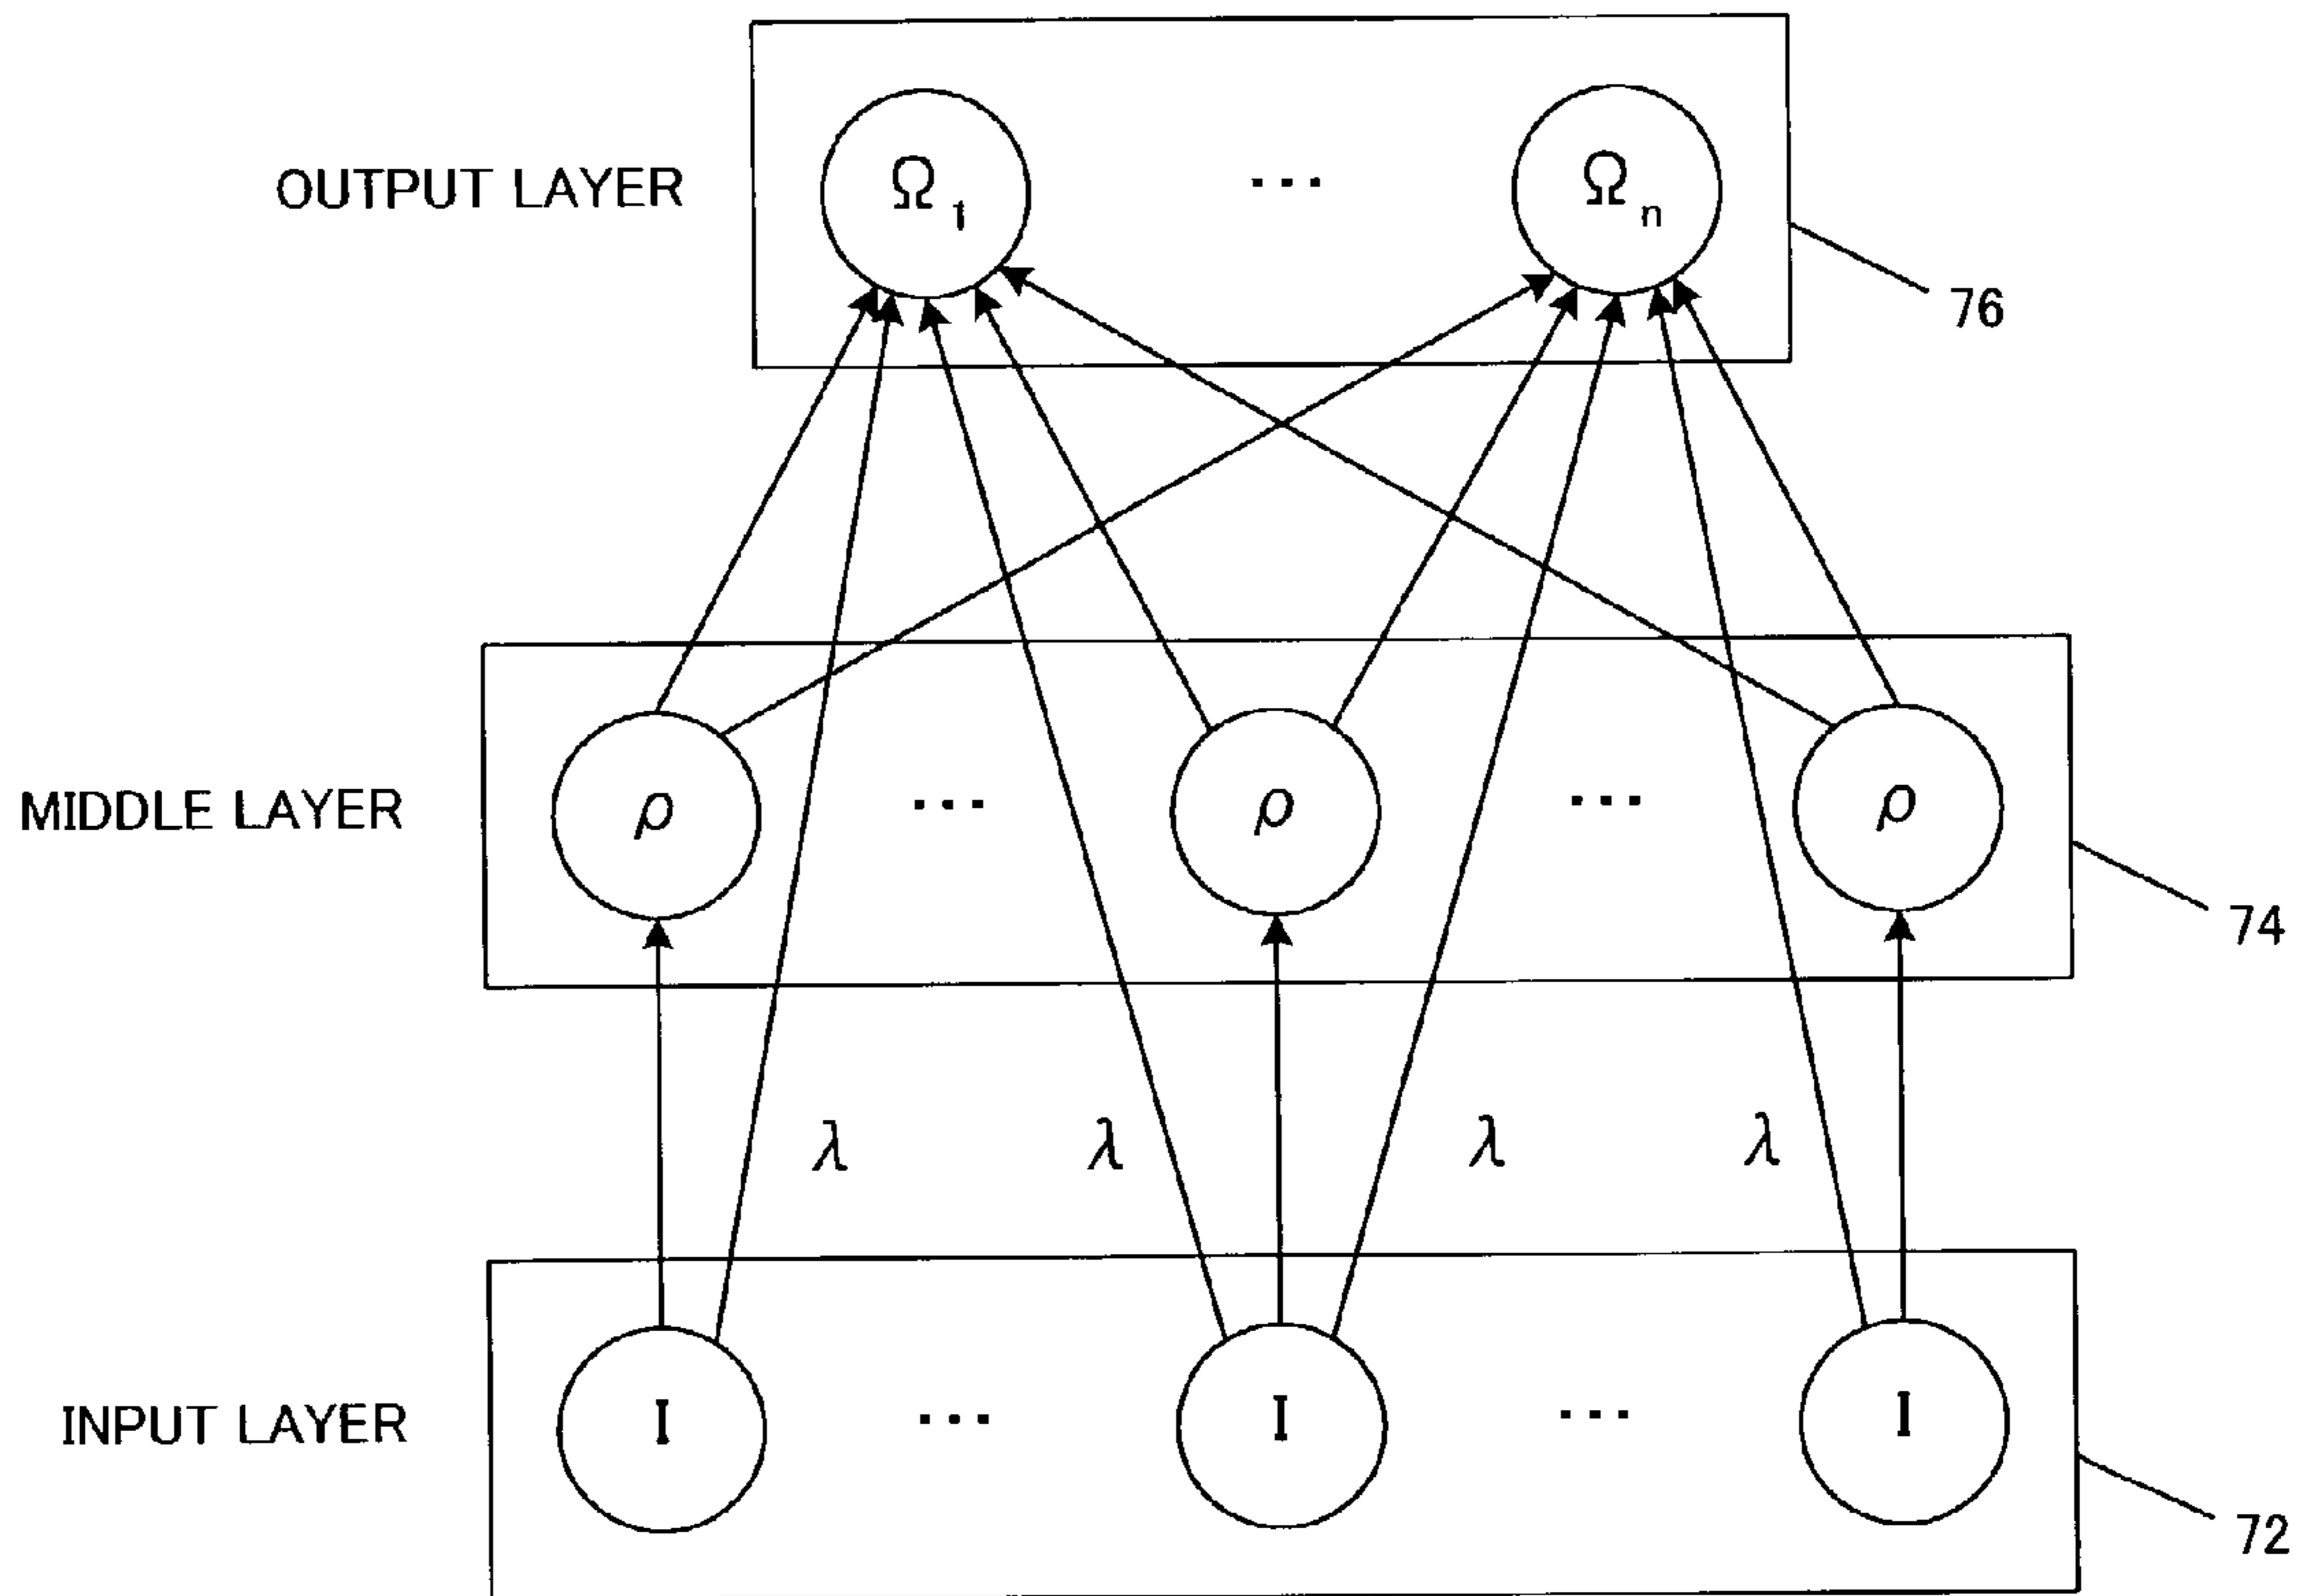 OUTPUT LAYER Ω1 ... Ωn
76
MIDDLE LAYER ρ ... ρ ... ρ
74
λ λ λ λ
INPUT LAYER I ... I ... I
72